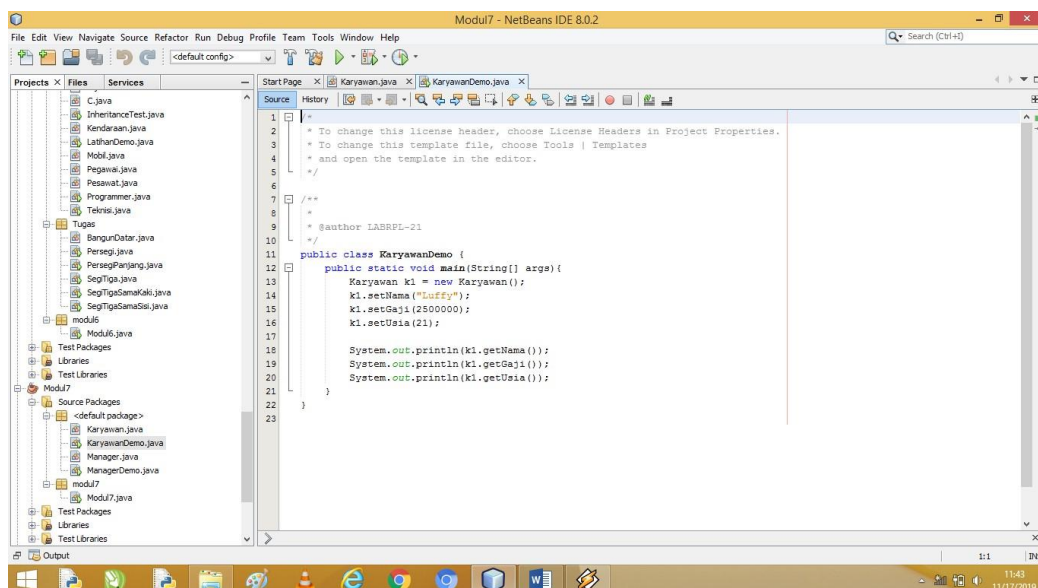 Modul7 - NetBeans IDE 8.0.2
File Edit View Navigate Source Refactor Run Debug Profile Team Tools Window Help
Search (Ctrl+I)
<default config>
Projects Files Services
Start Page Karyawan.java KaryawanDemo.java
Source History
C.java
InheritanceTest.java
Kendaraan.java
LatihanDemo.java
Mobil.java
Pegawai.java
Pesawat.java
Programmer.java
Teknisi.java
Tugas
BangunDatar.java
Persegi.java
PersegiPanjang.java
SegiTiga.java
SegiTigaSamaKaki.java
SegiTigaSamaSisi.java
modul6
Modul6.java
Test Packages
Libraries
Test Libraries
Modul7
Source Packages
<default package>
Karyawan.java
KaryawanDemo.java
Manager.java
ManagerDemo.java
modul7
Modul7.java
Test Packages
Libraries
Test Libraries
1 /*
2 * To change this license header, choose License Headers in Project Properties.
3 * To change this template file, choose Tools | Templates
4 * and open the template in the editor.
5 */
6
7 /**
8 *
9 * @author LABRPL-21
10 */
11 public class KaryawanDemo {
12 public static void main(String[] args){
13 Karyawan k1 = new Karyawan();
14 k1.setNama("Luffy");
15 k1.setGaji(2500000);
16 k1.setUsia(21);
17
18 System.out.println(k1.getNama());
19 System.out.println(k1.getGaji());
20 System.out.println(k1.getUsia());
21 }
22 }
23
Output
1:1 IN
11:43
11/17/2019